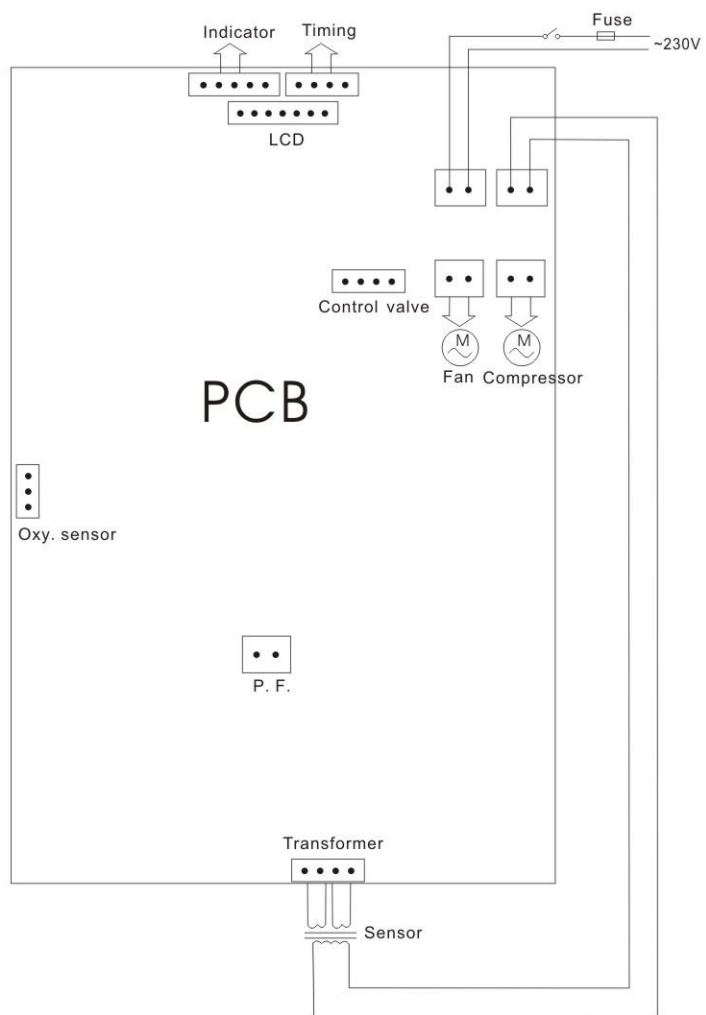 Fuse
Indicator Timing
~230V
LCD
Control valve
M M
Fan Compressor
PCB
Oxy. sensor
P. F.
Transformer
Sensor